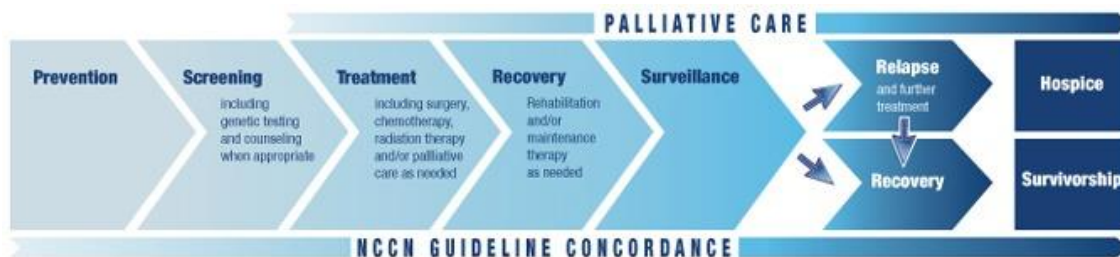 PALLIATIVE CARE
Prevention
Screening
including
genetic testing
and counseling
when appropriate
Treatment
including surgery,
chemotherapy,
radiation therapy
and/or pallliative
care as needed
Recovery
Rehabilitation
and/or
maintenance
therapy
as needed
Surveillance
Relapse
and further
treatment
Recovery
Hospice
Survivorship
NCCN GUIDELINE CONCORDANCE